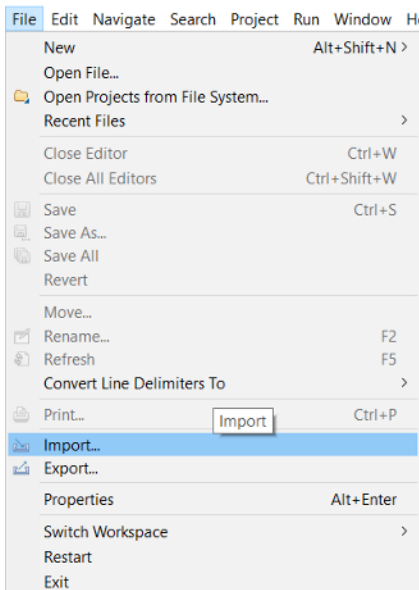 File Edit Navigate Search Project Run Window
New Alt+Shift+N >
Open File...
Open Projects from File System...
Recent Files >
Close Editor Ctrl+W
Close All Editors Ctrl+Shift+W
Save Ctrl+S
Save As...
Save All
Revert
Move...
Rename... F2
Refresh F5
Convert Line Delimiters To >
Print... Ctrl+P
Import
Import...
Export...
Properties Alt+Enter
Switch Workspace >
Restart
Exit